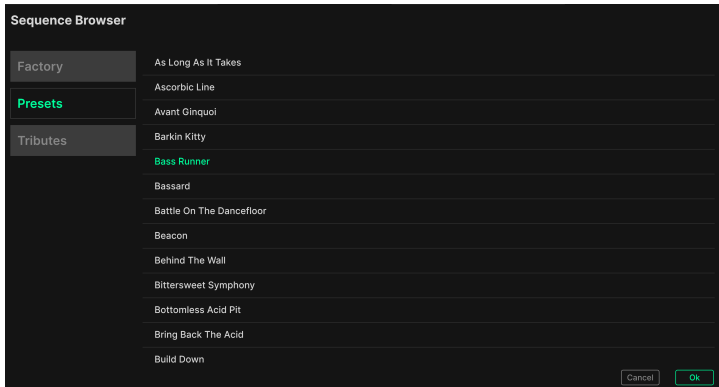 Sequence Browser
Factory
Presets
Tributes
As Long As It Takes
Ascorbic Line
Avant Ginquoi
Barkin Kitty
Bass Runner
Bassard
Battle On The Dancefloor
Beacon
Behind The Wall
Bittersweet Symphony
Bottomless Acid Pit
Bring Back The Acid
Build Down
Cancel
Ok